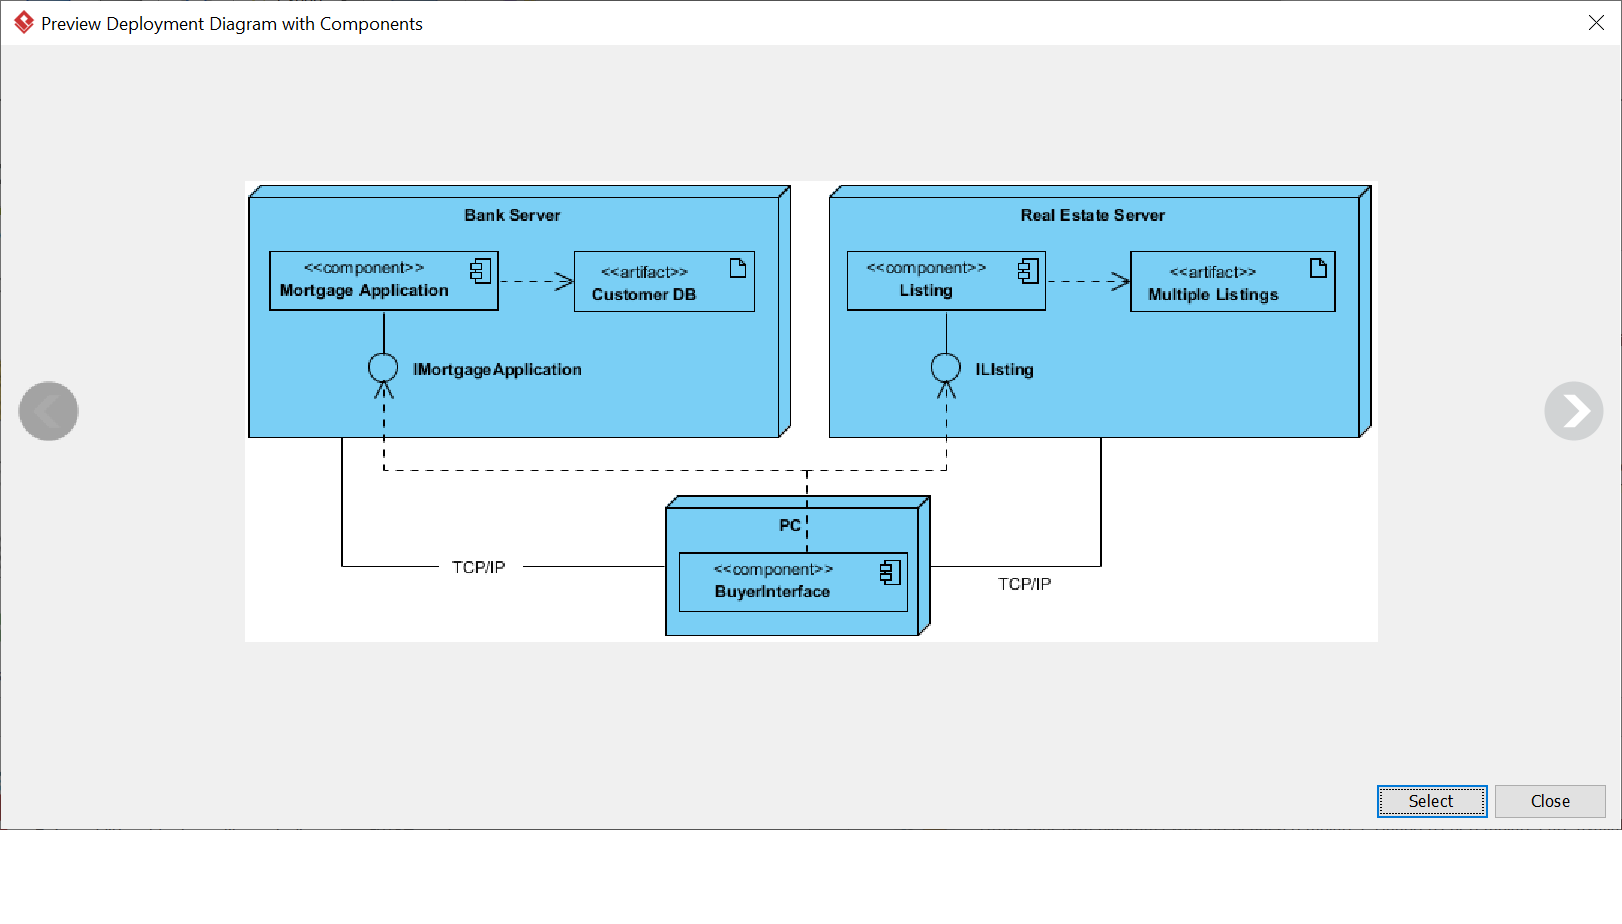 Preview Deployment Diagram with Components
Bank Server
<<component>>
Mortgage Application
<<artifact>>
Customer DB
IMortgageApplication
Real Estate Server
<<component>>
Listing
<<artifact>>
Multiple Listings
IListing
PC
<<component>>
BuyerInterface
TCP/IP
TCP/IP
Select
Close